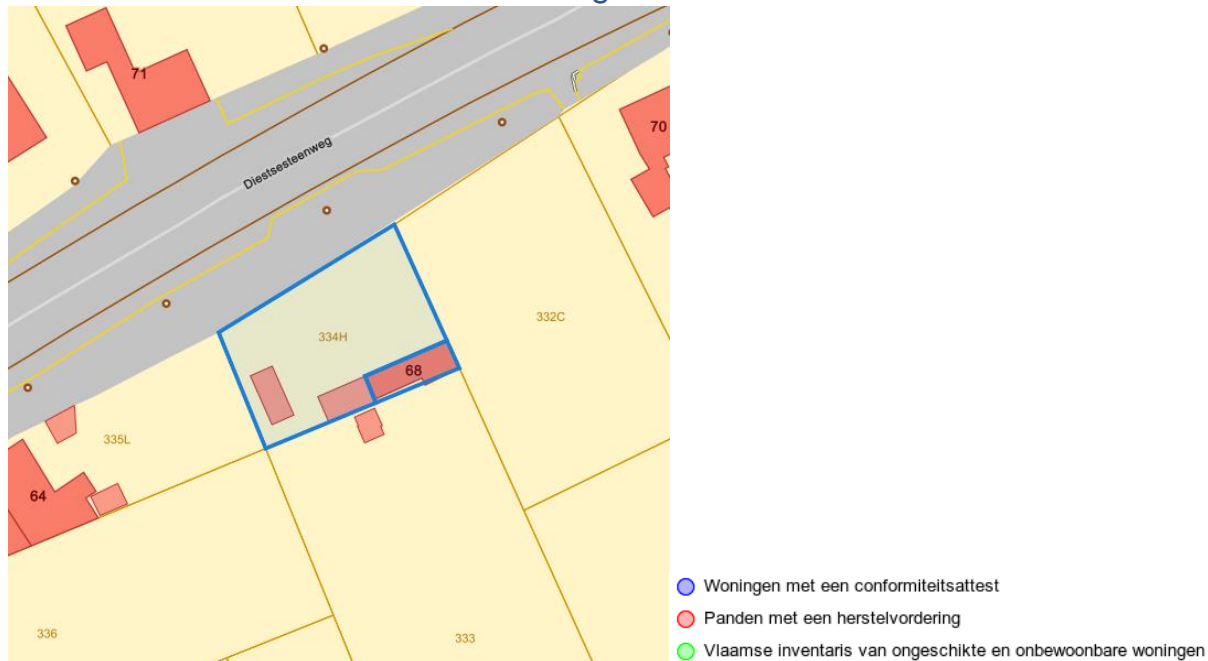 71
70
Diestsesteenweg
332C
334H
68
335L
64
336
333
Woningen met een conformiteitsattest
Panden met een herstelvordering
Vlaamse inventaris van ongeschikte en onbewoonbare woningen